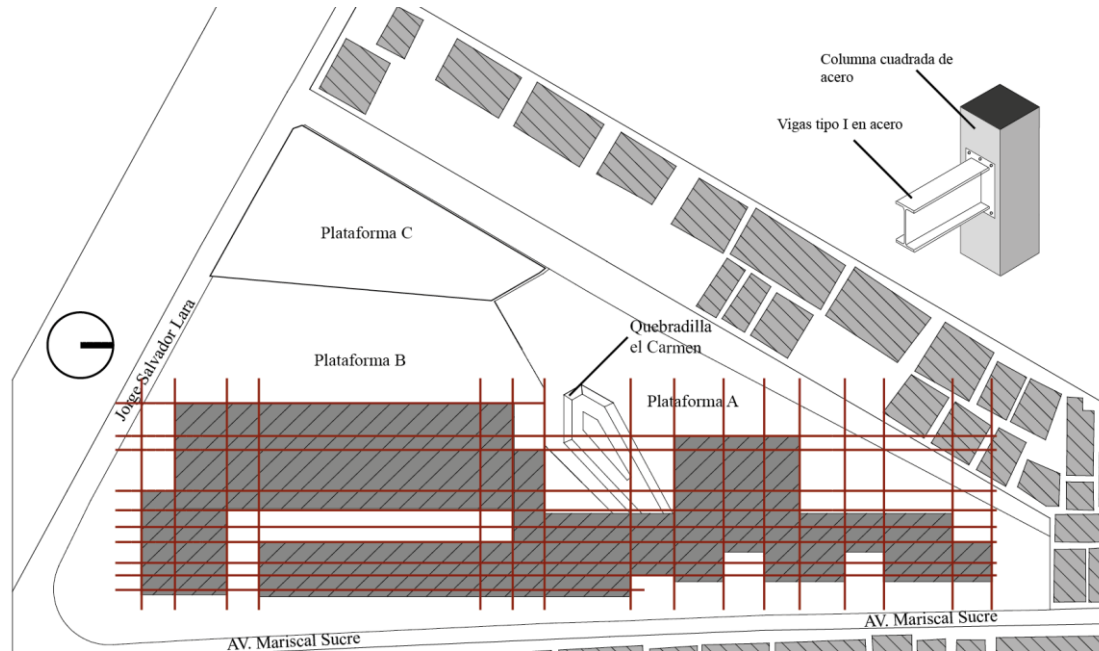 Columna cuadrada de
acero
Vigas tipo I en acero
Plataforma C
Quebradilla
el Carmen
Jorge Salvador Lara
Plataforma B
Plataforma A
AV. Mariscal Sucre
AV. Mariscal Sucre